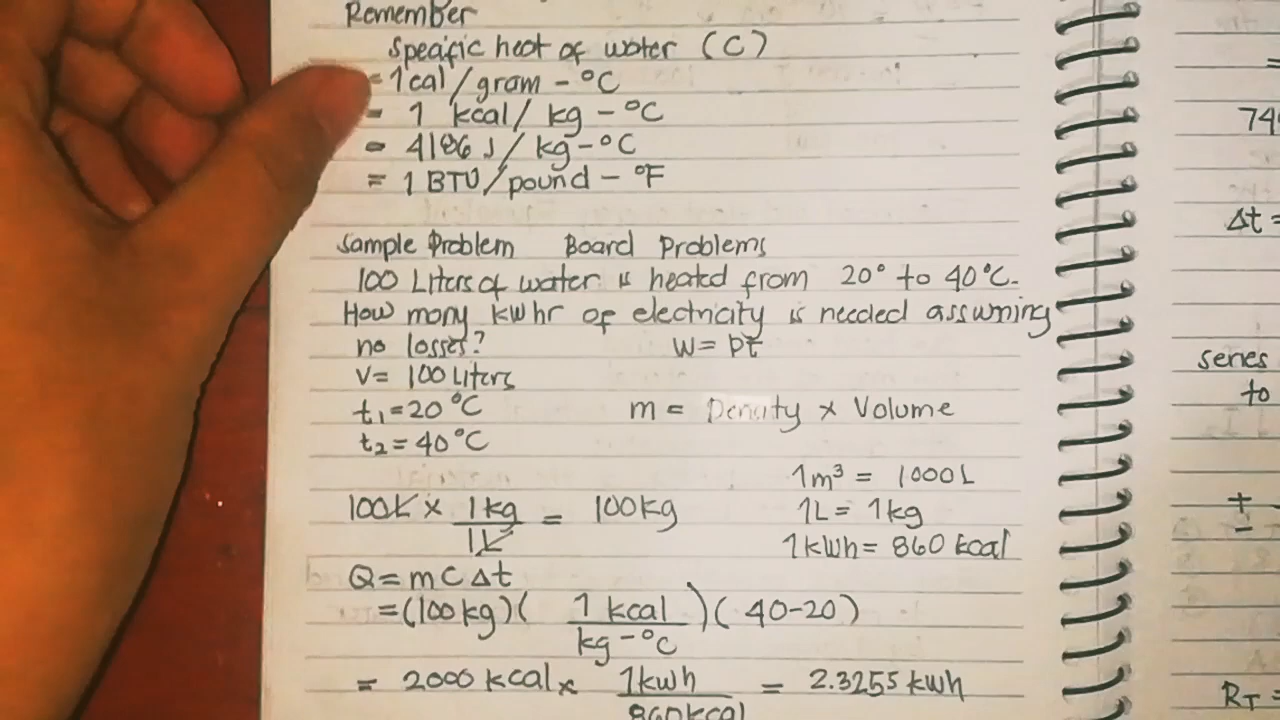 Remember
Specific heat of water (C)
= 1 cal/gram - °C
= 1 kcal/ kg - °C
= 4186 J/kg-°C
= 1 BTU/pound - °F
Sample Problem Board Problems
100 Liters of water is heated from 20° to 40°C.
How many kwhr of electricity is needed assuming
no losses? W= pt
V= 100 Liters
t₁=20°C m = Density x Volume
t₂=40°C
1m³ = 1000L
100L x 1kg/1L = 100kg 1L= 1kg
1kWh= 860 kcal
Q=mCΔt
=(100kg)( 1 kcal/kg-°C )( 40-20)
= 2000 kcal x 1kwh/860kcal = 2.3255 kwh
=
74
Δt =
series
to
+
-
R_T =